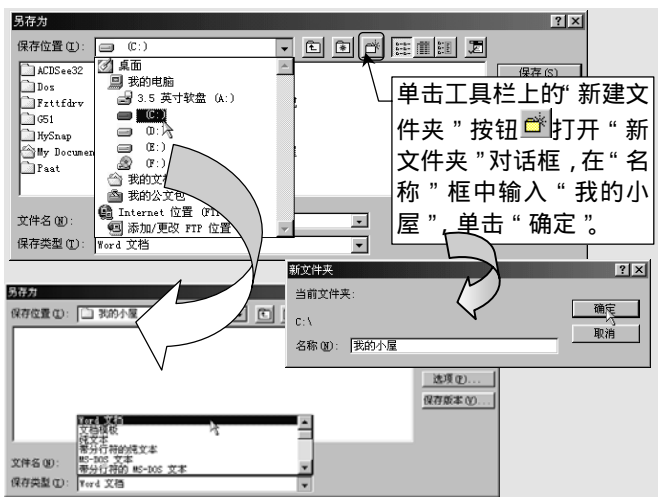 另存为
保存位置(I):
(C:)
保存(S)
ACDSee32
Dos
Fzttfdrv
G51
HySnap
My Documen
Paat
桌面
我的电脑
3.5 英寸软盘 (A:)
(C:)
(D:)
(E:)
(F:)
我的文档
我的公文包
Internet 位置 (FTP
添加/更改 FTP 位置
文件名(N):
保存类型(T):
Word 文档
单击工具栏上的“新建文
件夹”按钮打开“新
文件夹”对话框,在“名
称”框中输入“我的小
屋”,单击“确定”。
新文件夹
当前文件夹:
C:\
名称(N):
我的小屋
确定
取消
另存为
保存位置(I):
我的小屋
选项(P)...
保存版本(V)...
Word 文档
文档模板
纯文本
带分行符的纯文本
MS-DOS 文本
带分行符的 MS-DOS 文本
文件名(N):
保存类型(T):
Word 文档